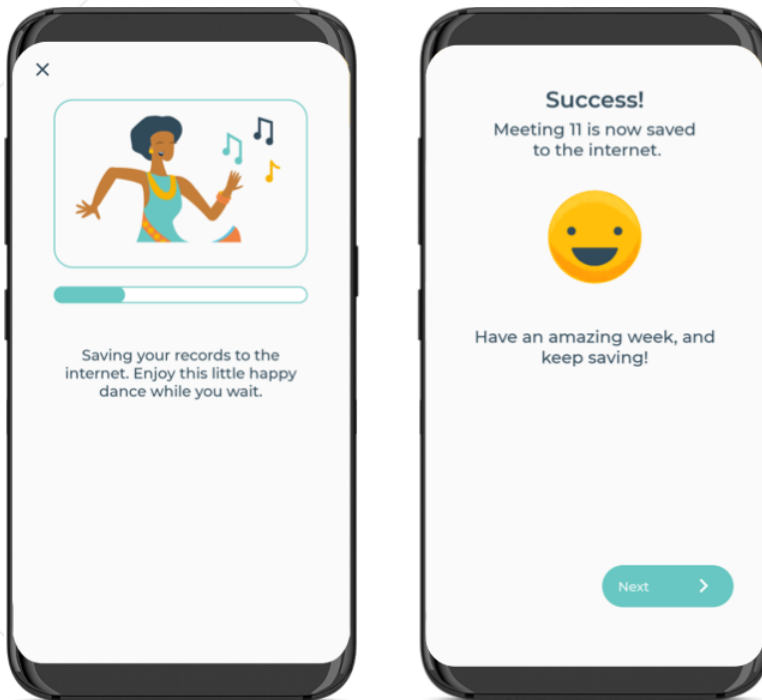 Saving your records to the
internet. Enjoy this little happy
dance while you wait.
Success!
Meeting 11 is now saved
to the internet.
Have an amazing week, and
keep saving!
Next